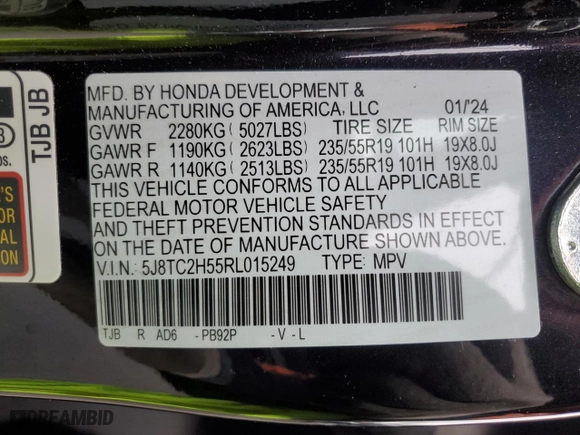 MFD. BY HONDA DEVELOPMENT &
MANUFACTURING OF AMERICA, LLC 01/'24
GVWR 2280KG ( 5027LBS) TIRE SIZE RIM SIZE
GAWR F 1190KG ( 2623LBS) 235/55R19 101H 19X8.0J
GAWR R 1140KG ( 2513LBS) 235/55R19 101H 19X8.0J
THIS VEHICLE CONFORMS TO ALL APPLICABLE
FEDERAL MOTOR VEHICLE SAFETY
AND THEFT PREVENTION STANDARDS IN EFFECT
ON THE DATE OF MANUFACTURE SHOWN ABOVE.
V.I.N.: 5J8TC2H55RL015249 TYPE: MPV
TJB R AD6 -PB92P -V-L
TJB JB
DREAMBID